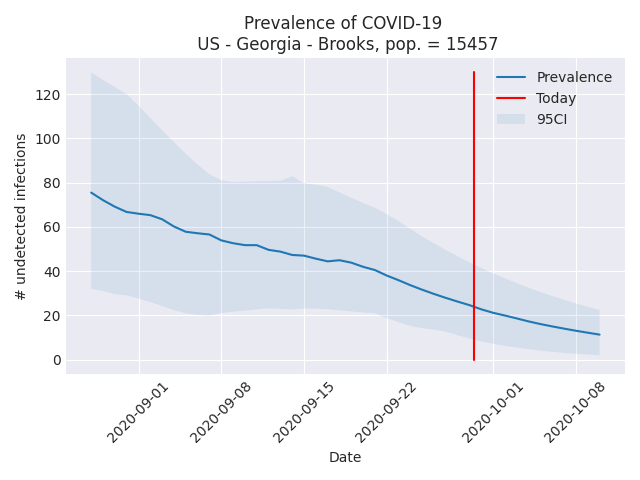 Prevalence of COVID-19
US - Georgia - Brooks, pop. = 15457
Prevalence
Today
95CI
# undetected infections
120
100
80
60
40
20
0
2020-09-01
2020-09-08
2020-09-15
2020-09-22
2020-10-01
2020-10-08
Date